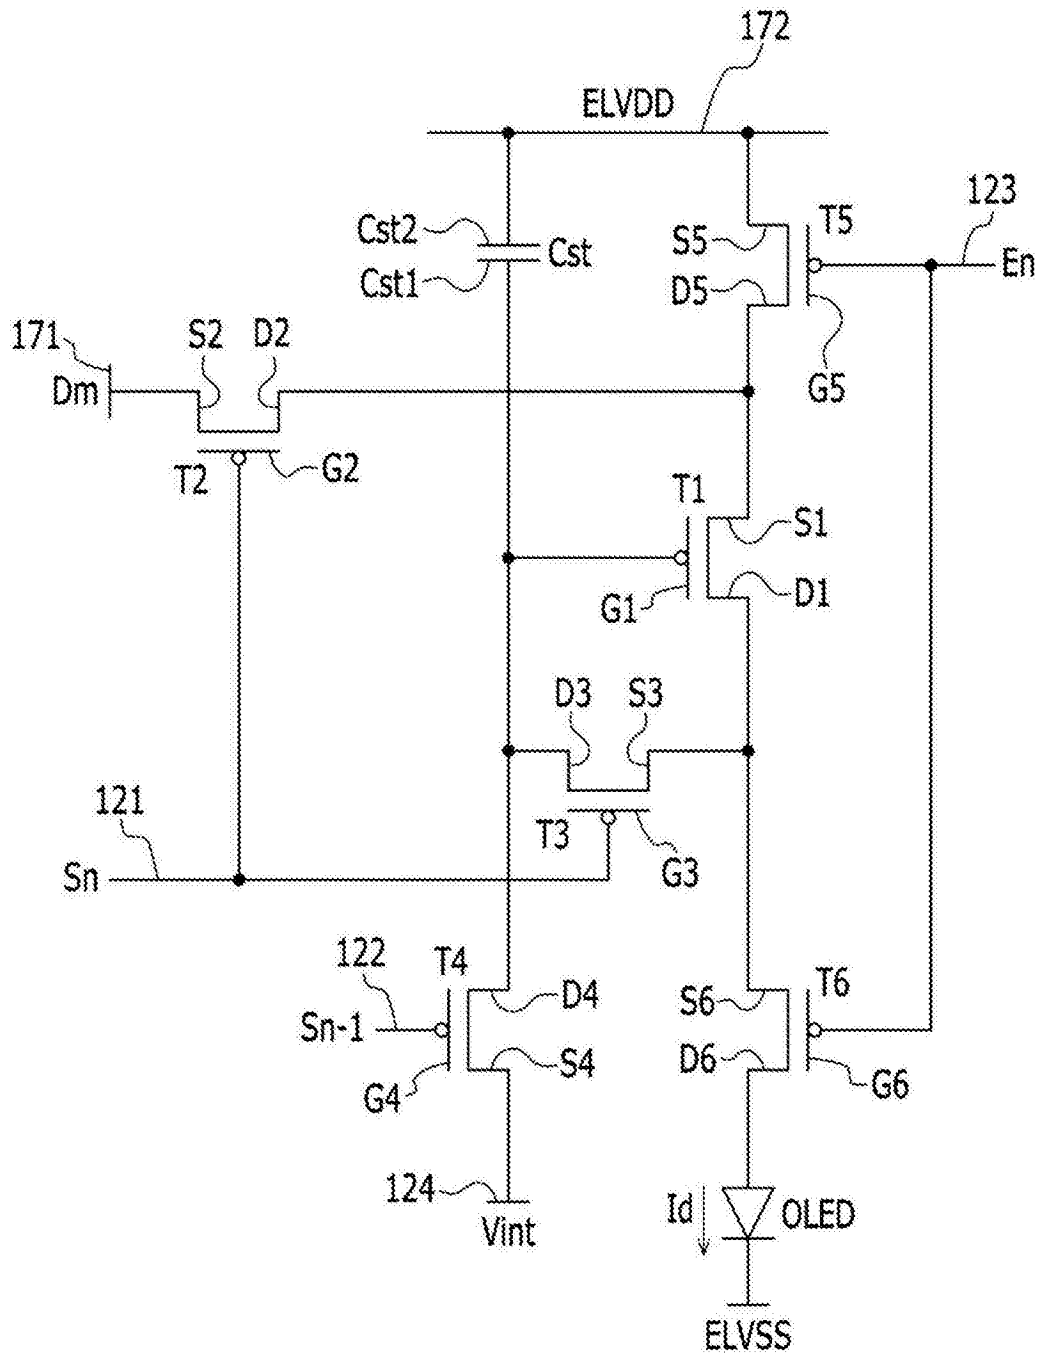 172
ELVDD
123
T5
Cst2
S5
Cst
En
Cst1
D5
171
S2
D2
Dm
G5
T2
G2
T1
S1
G1
D1
D3
S3
121
T3
G3
Sn
122
T4
D4
S6
T6
Sn-1
S4
D6
G4
G6
124
Id
OLED
Vint
ELVSS